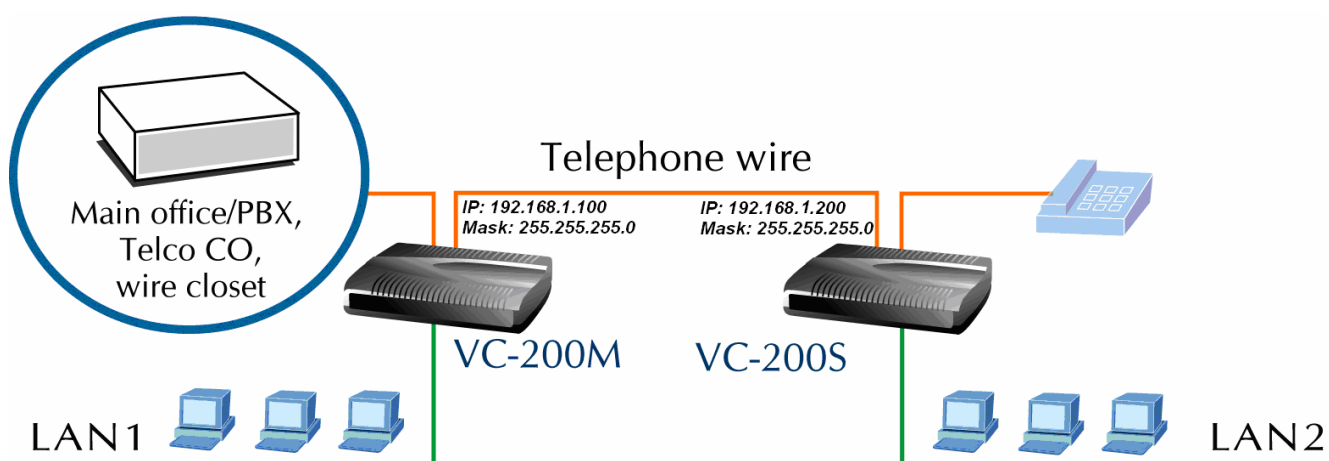 Telephone wire
Main office/PBX,
Telco CO,
wire closet
IP: 192.168.1.100
Mask: 255.255.255.0
IP: 192.168.1.200
Mask: 255.255.255.0
VC-200M
VC-200S
LAN1
LAN2